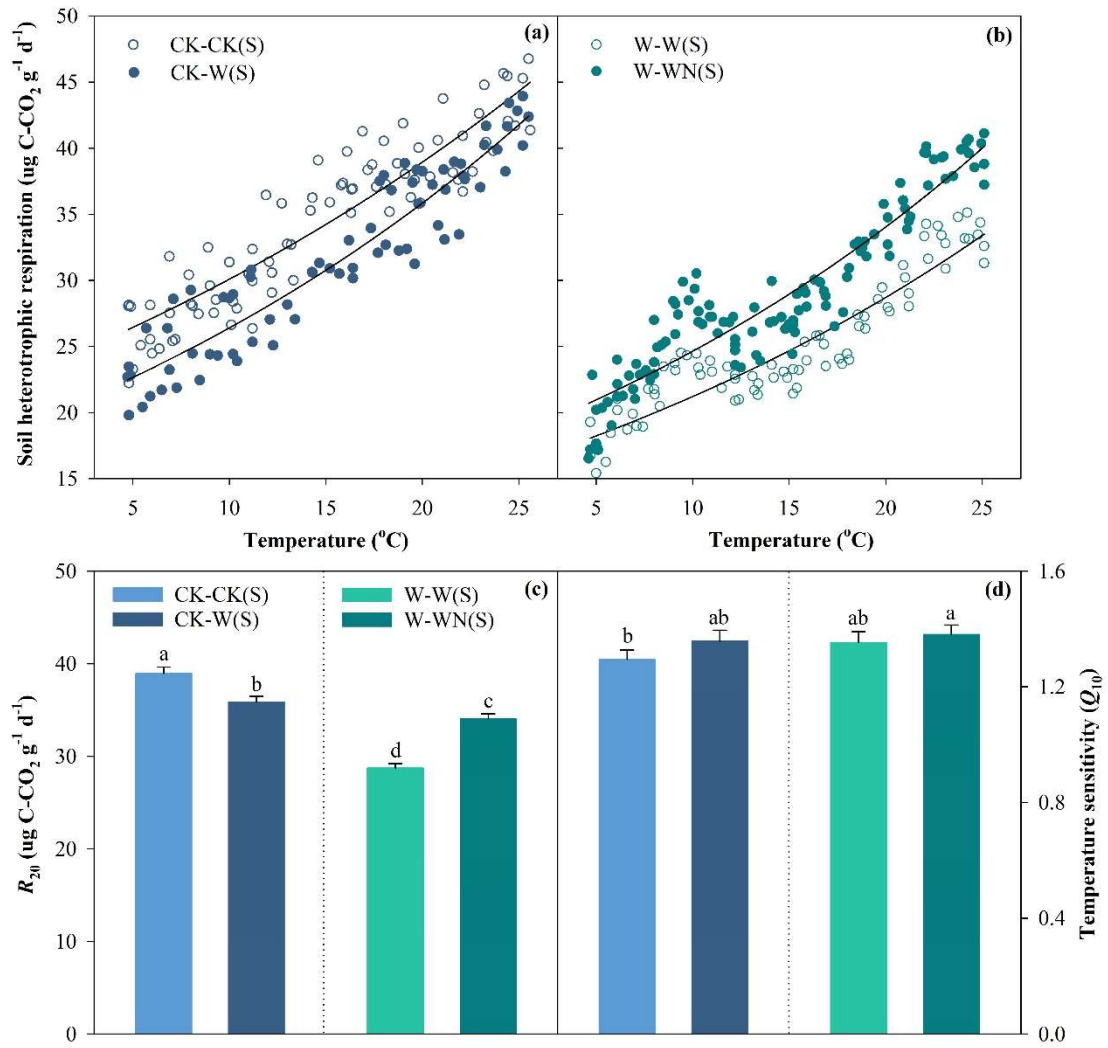 50
45
40
35
30
25
20
15
Soil heterotrophic respiration (ug C-CO₂ g⁻¹ d⁻¹)
(a)
CK-CK(S)
CK-W(S)
(b)
W-W(S)
W-WN(S)
5 10 15 20 25
5 10 15 20 25
Temperature (°C)
Temperature (°C)
50
40
30
20
10
0
R₂₀ (ug C-CO₂ g⁻¹ d⁻¹)
CK-CK(S)
CK-W(S)
W-W(S)
W-WN(S)
(c)
a
b
d
c
(d)
b
ab
ab
a
1.6
1.2
0.8
0.4
0.0
Temperature sensitivity (Q₁₀)